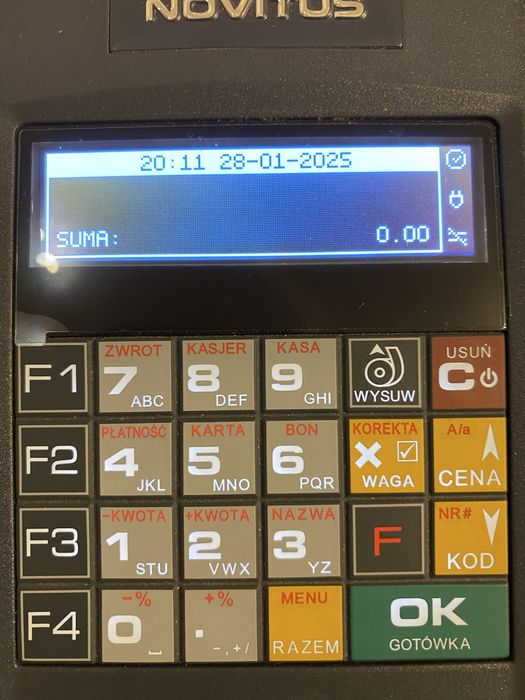 NOVITUS
20:11 28-01-2025
SUMA: 0.00
F1
ZWROT
7 ABC
KASJER
8 DEF
KASA
9 GHI
WYSUW
USUŃ
C
F2
PŁATNOŚĆ
4 JKL
KARTA
5 MNO
BON
6 PQR
KOREKTA
WAGA
A/a
CENA
F3
-KWOTA
1 STU
+KWOTA
2 VWX
NAZWA
3 YZ
F
NR#
KOD
F4
-%
0 ⎵
+%
. -,+/
MENU
RAZEM
OK
GOTÓWKA